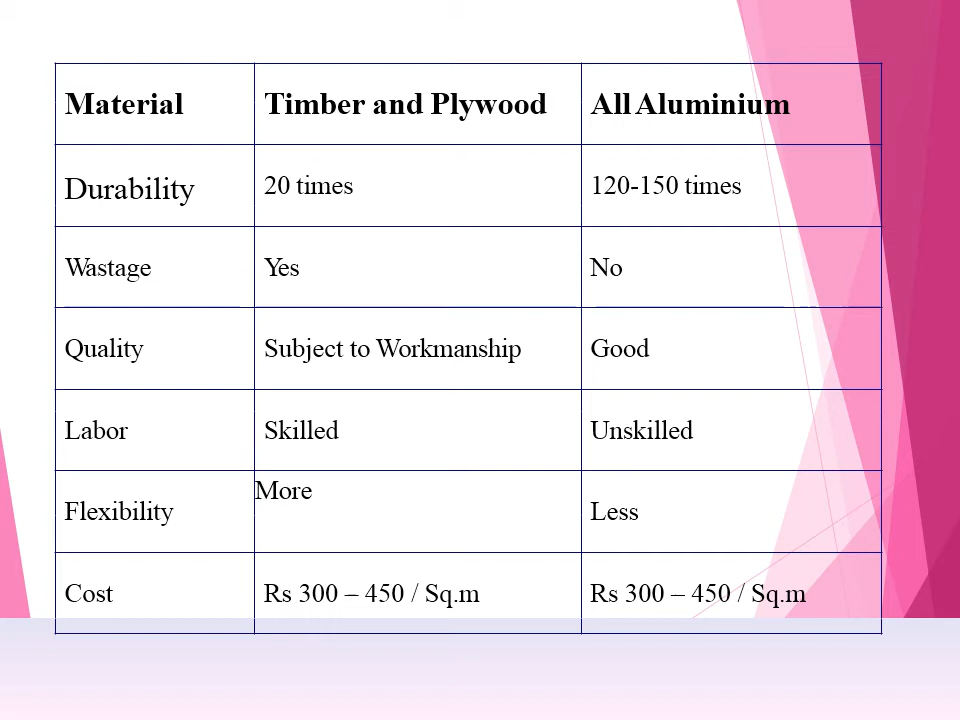 Material Timber and Plywood All Aluminium
Durability 20 times 120-150 times
Wastage Yes No
Quality Subject to Workmanship Good
Labor Skilled Unskilled
Flexibility More Less
Cost Rs 300 – 450 / Sq.m Rs 300 – 450 / Sq.m